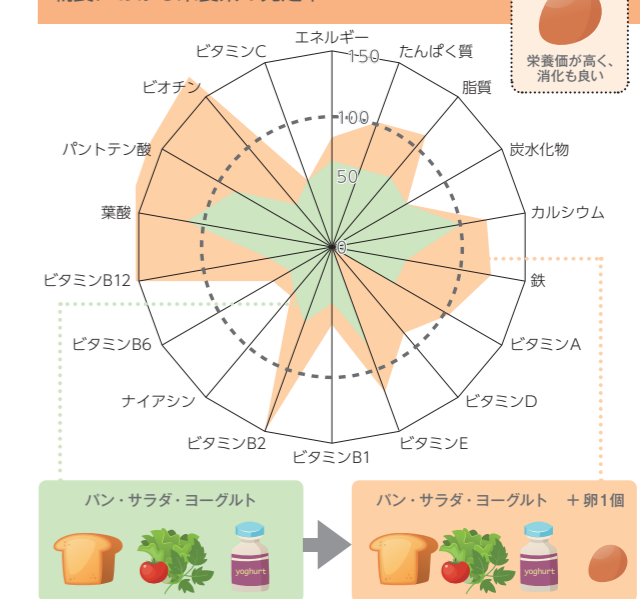 栄養価が高く、
消化も良い
エネルギー
ビタミンC
150
たんぱく質
ビオチン
脂質
100
パントテン酸
炭水化物
50
葉酸
カルシウム
0
ビタミンB12
鉄
ビタミンB6
ビタミンA
ナイアシン
ビタミンD
ビタミンB2
ビタミンE
ビタミンB1
パン・サラダ・ヨーグルト
パン・サラダ・ヨーグルト ＋卵1個
yoghurt
yoghurt